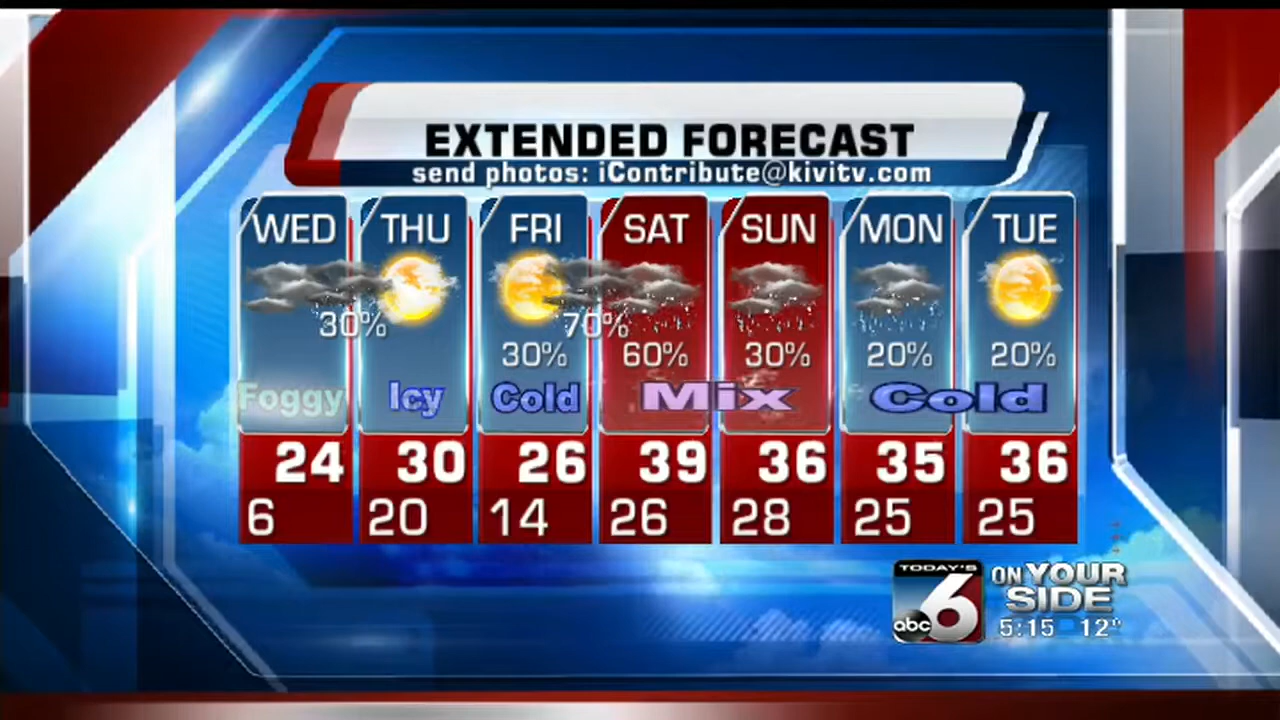 EXTENDED FORECAST
send photos: iContribute@kivitv.com
WED THU FRI SAT SUN MON TUE
30% 70%
30% 60% 30% 20% 20%
Foggy Icy Cold Mix Cold
24 30 26 39 36 35 36
6 20 14 26 28 25 25
TODAY'S
abc 6
ON YOUR
SIDE
5:15 12°